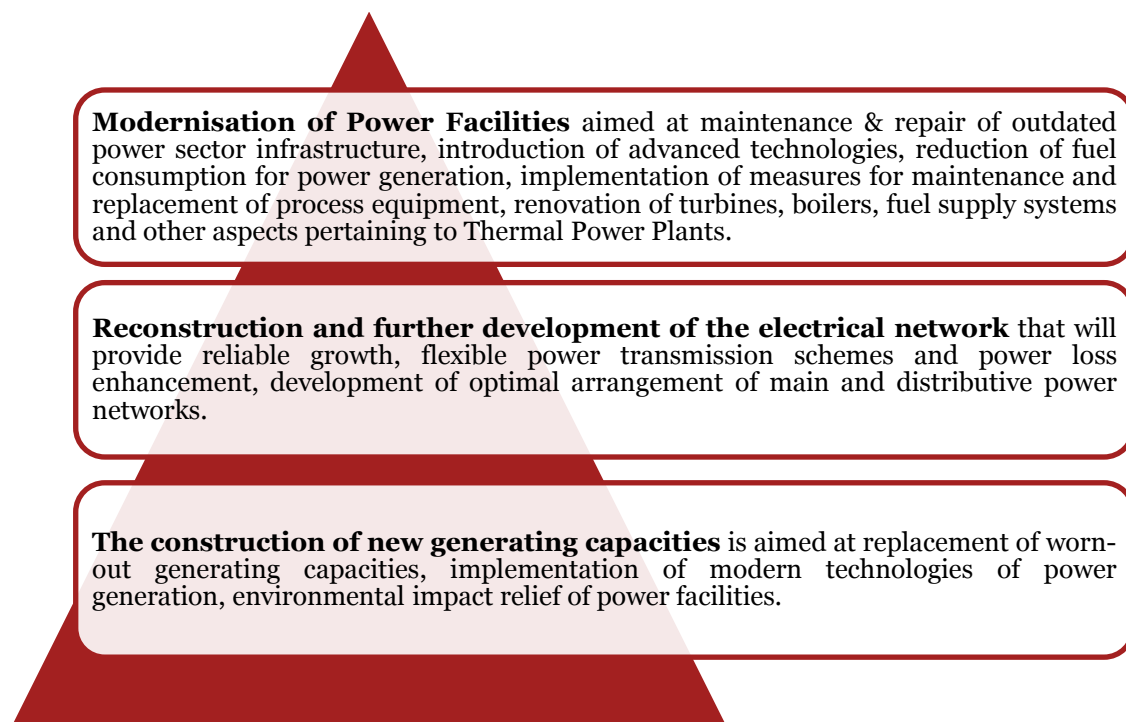 Modernisation of Power Facilities aimed at maintenance & repair of outdated
power sector infrastructure, introduction of advanced technologies, reduction of fuel
consumption for power generation, implementation of measures for maintenance and
replacement of process equipment, renovation of turbines, boilers, fuel supply systems
and other aspects pertaining to Thermal Power Plants.
Reconstruction and further development of the electrical network that will
provide reliable growth, flexible power transmission schemes and power loss
enhancement, development of optimal arrangement of main and distributive power
networks.
The construction of new generating capacities is aimed at replacement of worn-
out generating capacities, implementation of modern technologies of power
generation, environmental impact relief of power facilities.